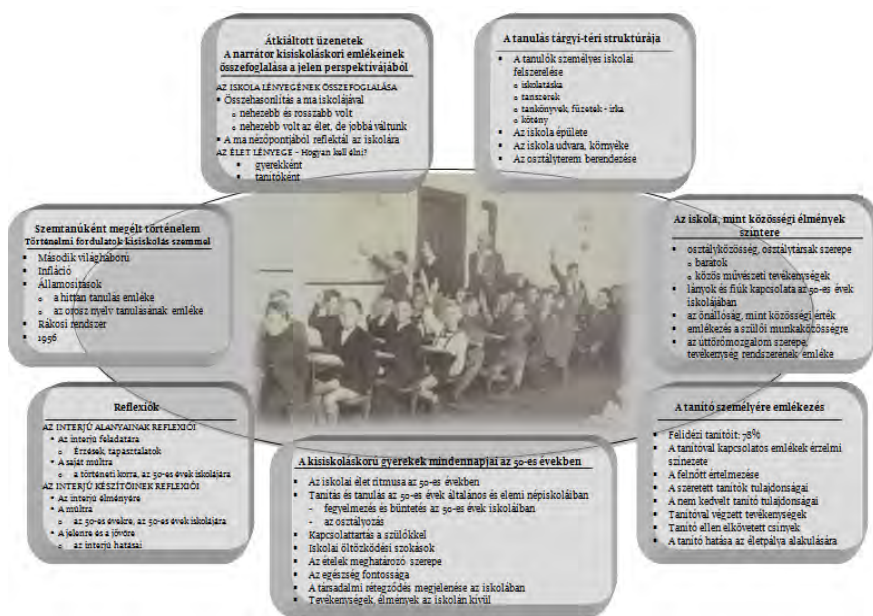 Átkiáltott üzenetek
A narrátor kisiskoláskori emlékeinek
összefoglalása a jelen perspektívájából
AZ ISKOLA LÉNYEGÉNEK ÖSSZEFOGLALÁSA
▪ Összehasonlítás a ma iskolájával
o nehezebb és rosszabb volt
o nehezebb volt az élet, de jobbá váltunk
▪ A ma nézőpontjából reflektál az iskolára
AZ ÉLET LÉNYEGE – Hogyan kell élni?
▪ gyerekként
▪ tanítóként
A tanulás tárgyi-téri struktúrája
▪ A tanulók személyes iskolai
felszerelése
o iskolatáska
o tanszerek
o tankönyvek, füzetek - irka
o kötény
▪ Az iskola épülete
▪ Az iskola udvara, környéke
▪ Az osztályterem berendezése
Szemtanúként megélt történelem
Történelmi fordulatok kisiskolás szemmel
▪ Második világháború
▪ Infláció
▪ Államosítások
o a hittan tanulás emléke
o az orosz nyelv tanulásának emléke
▪ Rákosi rendszer
▪ 1956
Az iskola, mint közösségi élmények
színtere
▪ osztályközösség, osztálytársak szerepe
o barátok
o közös művészeti tevékenységek
▪ lányok és fiúk kapcsolata az 50-es évek
iskolájában
▪ az önállóság, mint közösségi érték
▪ emlékezés a szülői munkaközösségre
▪ az úttörőmozgalom szerepe,
tevékenység rendszerének emléke
Reflexiók
AZ INTERJÚ ALANYAINAK REFLEXIÓI
▪ Az interjú feladatára
o Érzések, tapasztalatok
▪ A saját múltra
o a történeti korra, az 50-es évek iskolájára
AZ INTERJÚ KÉSZÍTŐINEK REFLEXIÓI
▪ Az interjú élményére
▪ A múltra
o az 50-es évekre, az 50-es évek iskolájára
▪ A jelenre és a jövőre
o az interjú hatásai
A kisiskoláskorú gyerekek mindennapjai az 50-es években
▪ Az iskolai élet ritmusa az 50-es években
▪ Tanítás és tanulás az 50-es évek általános és elemi népiskoláiban
- fegyelmezés és büntetés az 50-es évek iskoláiban
- az osztályozás
▪ Kapcsolattartás a szülőkkel
▪ Iskolai öltözködési szokások
▪ Az ételek meghatározó szerepe
▪ Az egészség fontossága
▪ A társadalmi rétegződés megjelenése az iskolában
▪ Tevékenységek, élmények az iskolán kívül
A tanító személyére emlékezés
▪ Felidézi tanítóit: 78%
▪ A tanítóval kapcsolatos emlékek érzelmi
színezete
▪ A felnőtt értelmezése
▪ A szeretett tanítók tulajdonságai
▪ A nem kedvelt tanító tulajdonságai
▪ Tanítóval végzett tevékenységek
▪ Tanító ellen elkövetett csínyek
▪ A tanító hatása az életpálya alakulására